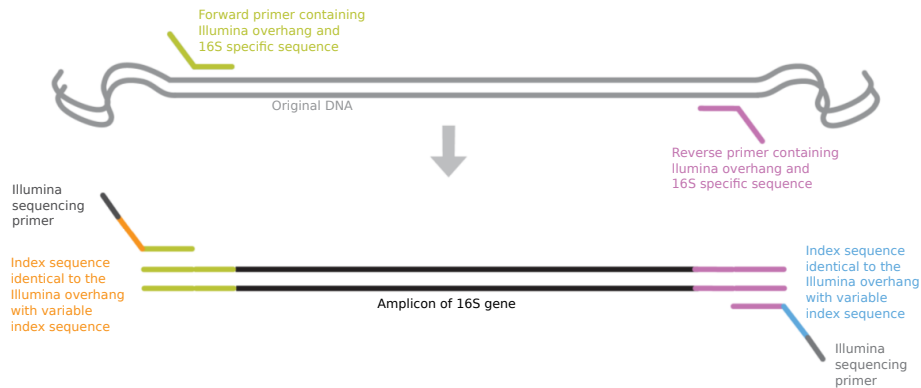 Forward primer containing
Illumina overhang and
16S specific sequence
Original DNA
Reverse primer containing
llumina overhang and
16S specific sequence
Illumina
sequencing
primer
Index sequence
identical to the
Illumina overhang
with variable
index sequence
Amplicon of 16S gene
Index sequence
identical to the
Illumina overhang
with variable
index sequence
Illumina
sequencing
primer